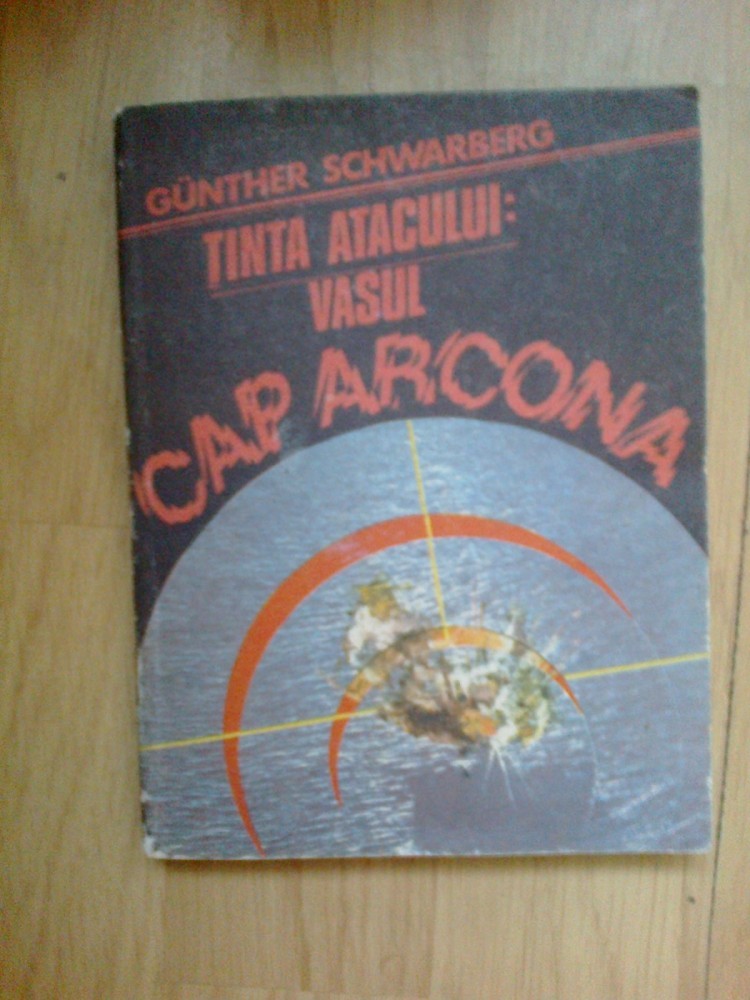 GÜNTHER SCHWARBERG
TINTA ATACULUI:
VASUL
CAP ARCONA